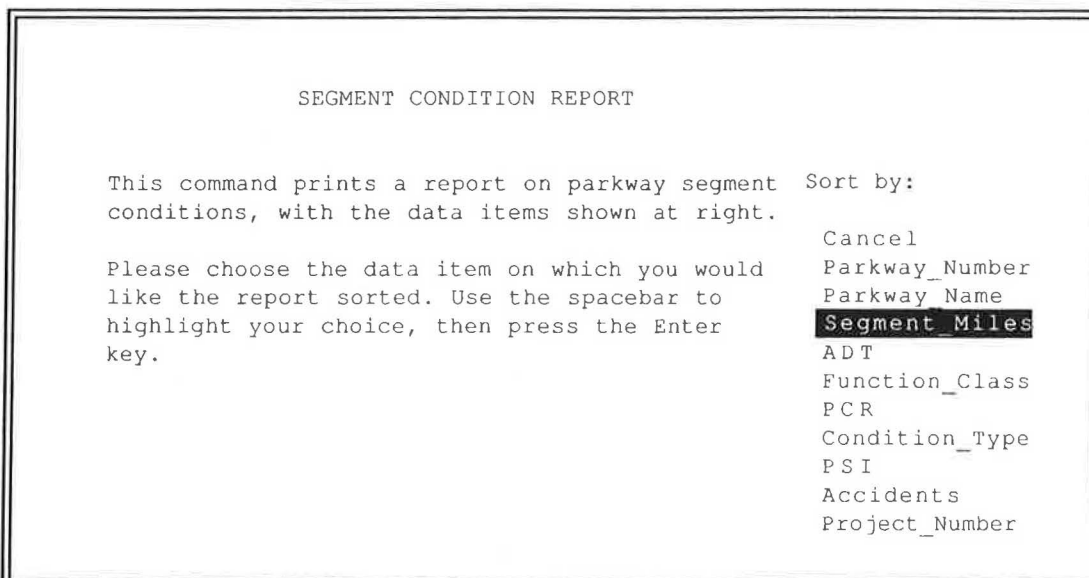 SEGMENT CONDITION REPORT
This command prints a report on parkway segment
conditions, with the data items shown at right.
Please choose the data item on which you would
like the report sorted. Use the spacebar to
highlight your choice, then press the Enter
key.
Sort by:
Cancel
Parkway_Number
Parkway_Name
Segment_Miles
ADT
Function_Class
PCR
Condition_Type
PSI
Accidents
Project_Number